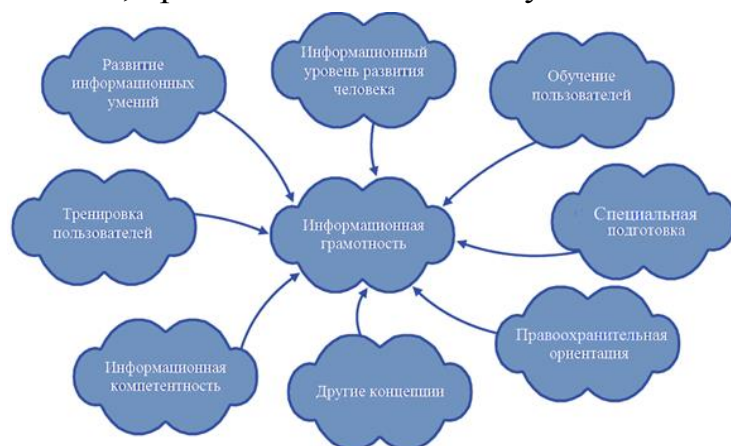 Развитие
информационных
умений
Информационный
уровень развития
человека
Обучение
пользователей
Тренировка
пользователей
Информационная
грамотность
Специальная
подготовка
Информационная
компетентность
Другие концепции
Правоохранительная
ориентация